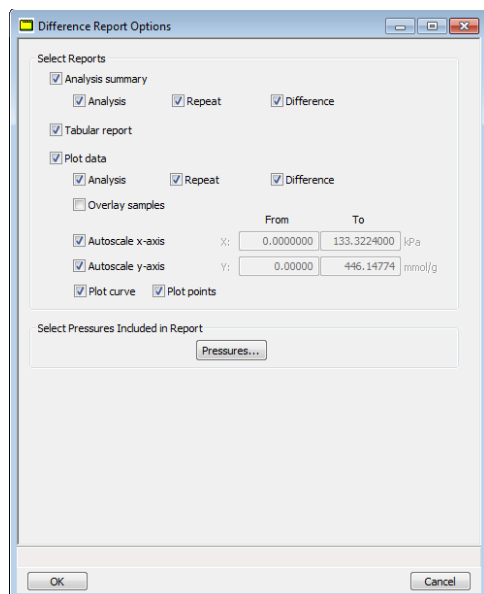 Difference Report Options
Select Reports
Analysis summary
Analysis Repeat Difference
Tabular report
Plot data
Analysis Repeat Difference
Overlay samples
From To
Autoscale x-axis X: 0.0000000 133.3224000 kPa
Autoscale y-axis Y: 0.00000 446.14774 mmol/g
Plot curve Plot points
Select Pressures Included in Report
Pressures...
OK Cancel